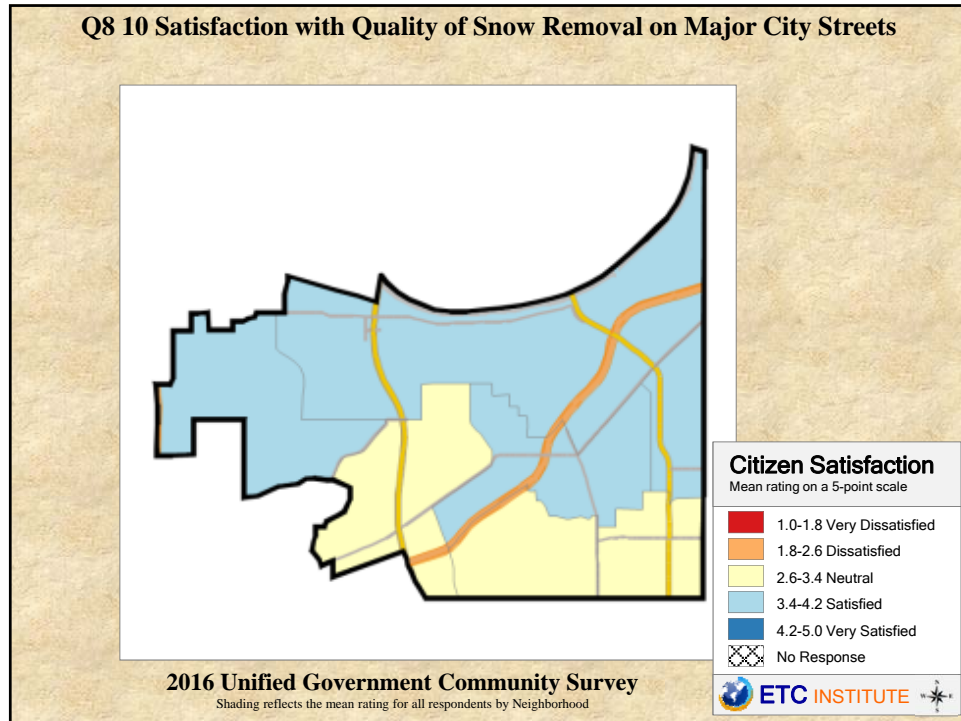 Q8 10 Satisfaction with Quality of Snow Removal on Major City Streets
Citizen Satisfaction
Mean rating on a 5-point scale
1.0-1.8 Very Dissatisfied
1.8-2.6 Dissatisfied
2.6-3.4 Neutral
3.4-4.2 Satisfied
4.2-5.0 Very Satisfied
No Response
ETC INSTITUTE
N
W E
S
2016 Unified Government Community Survey
Shading reflects the mean rating for all respondents by Neighborhood